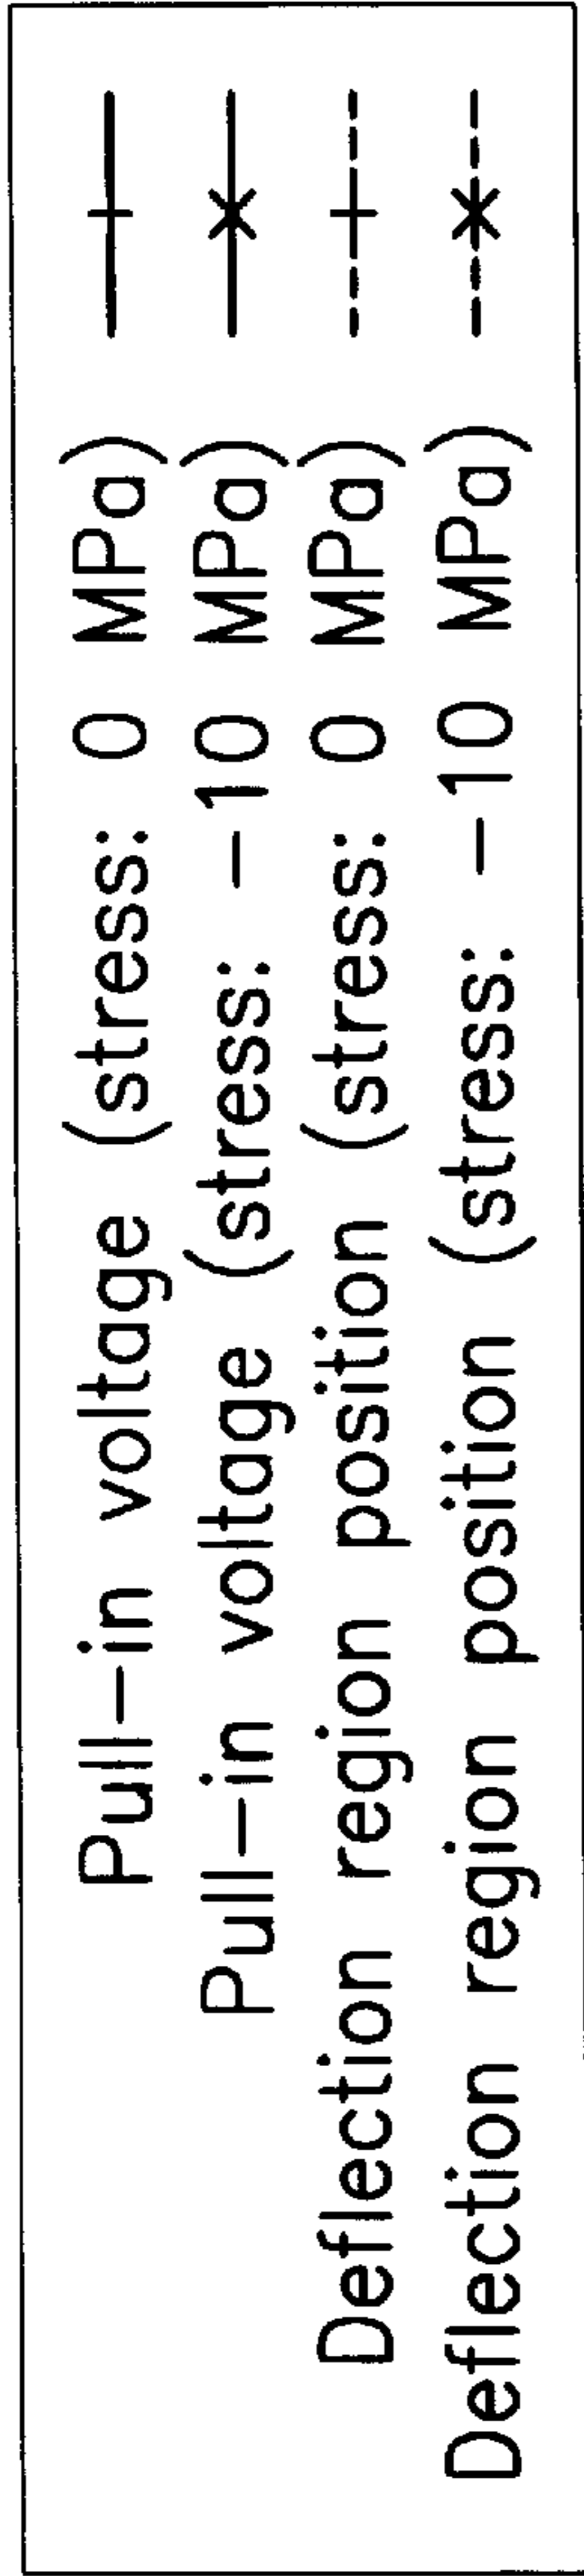 Pull-in voltage (stress: 0 MPa)
Pull-in voltage (stress: -10 MPa)
Deflection region position (stress: 0 MPa)
Deflection region position (stress: -10 MPa)